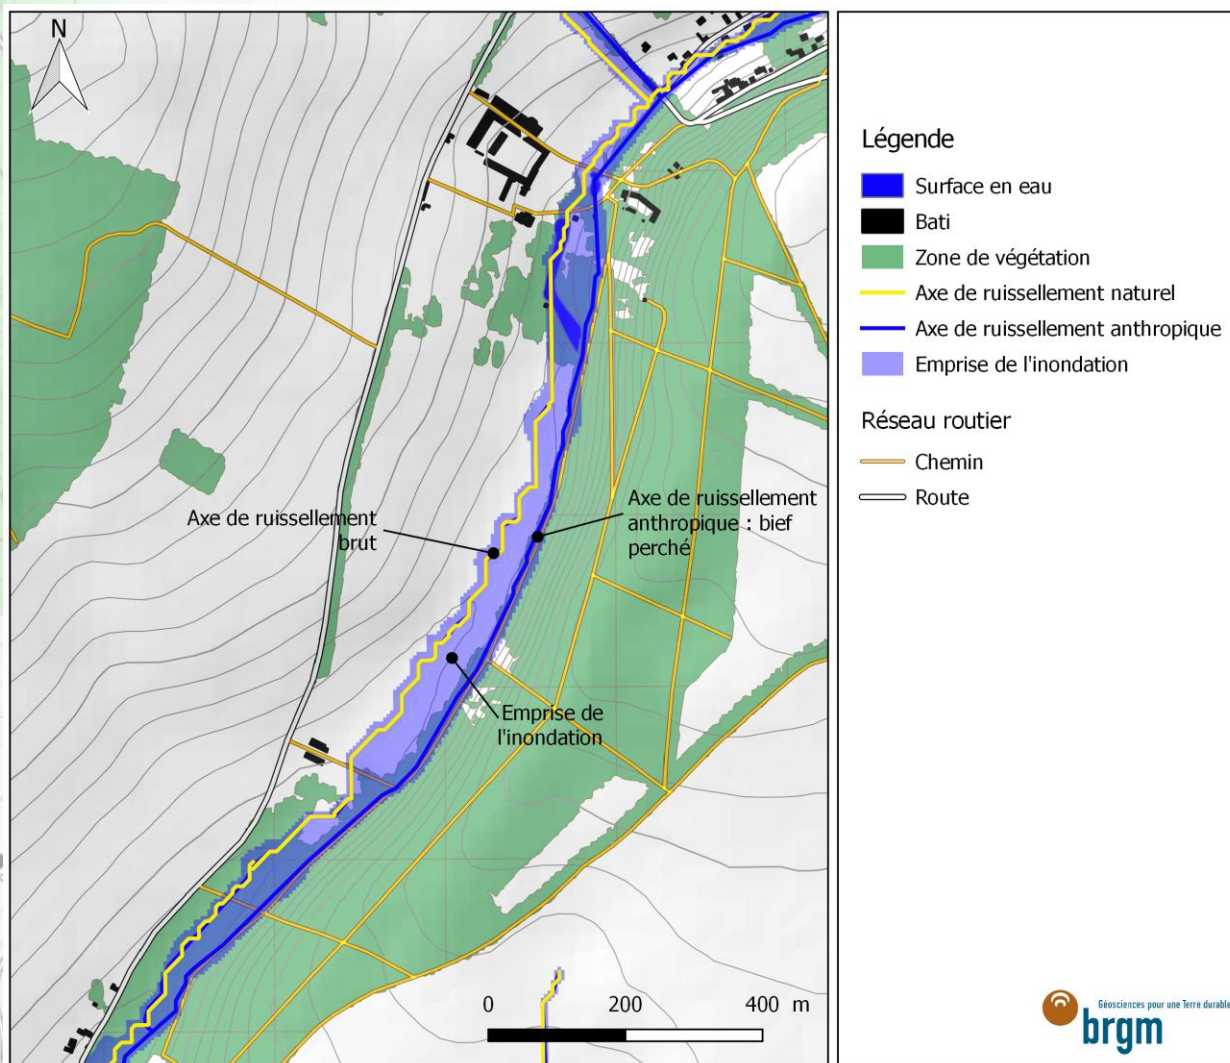 N
Axe de ruissellement
brut
Axe de ruissellement
anthropique : bief
perché
Emprise de
l'inondation
0 200 400 m
Légende
Surface en eau
Bati
Zone de végétation
Axe de ruissellement naturel
Axe de ruissellement anthropique
Emprise de l'inondation
Réseau routier
Chemin
Route
Géosciences pour une Terre durable
brgm